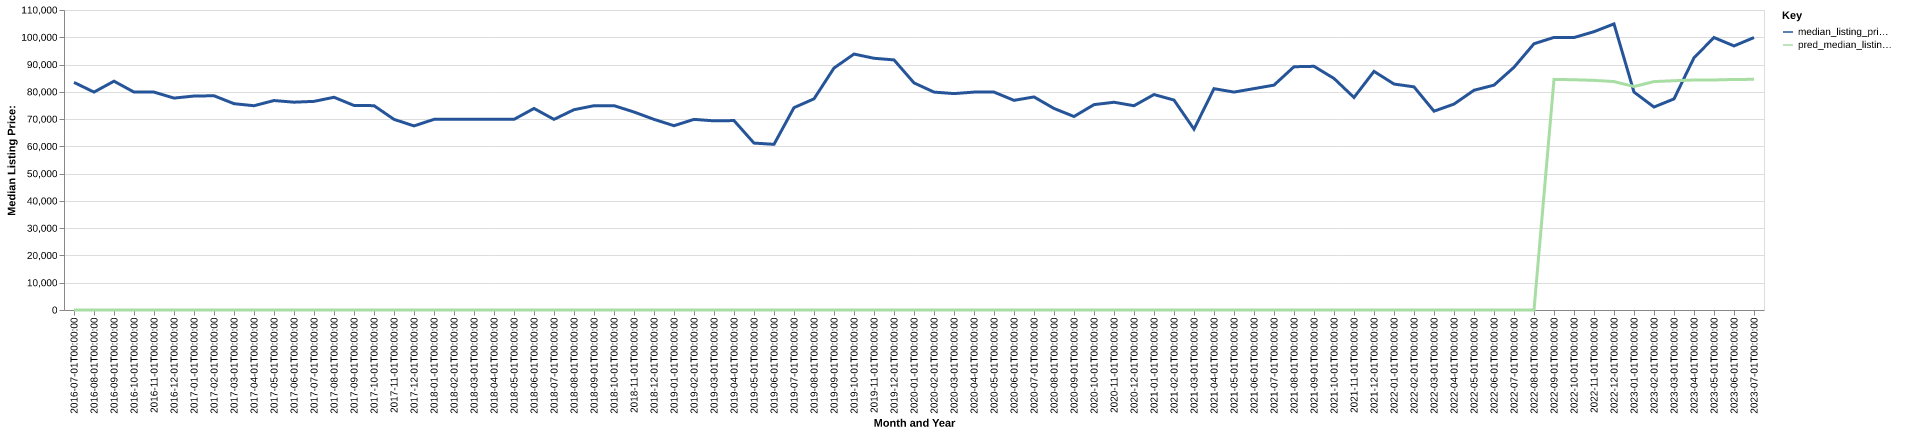 110,000
100,000
90,000
80,000
70,000
60,000
50,000
40,000
30,000
20,000
10,000
0
Median Listing Price:
2016-07-01T00:00:00
2016-08-01T00:00:00
2016-09-01T00:00:00
2016-10-01T00:00:00
2016-11-01T00:00:00
2016-12-01T00:00:00
2017-01-01T00:00:00
2017-02-01T00:00:00
2017-03-01T00:00:00
2017-04-01T00:00:00
2017-05-01T00:00:00
2017-06-01T00:00:00
2017-07-01T00:00:00
2017-08-01T00:00:00
2017-09-01T00:00:00
2017-10-01T00:00:00
2017-11-01T00:00:00
2017-12-01T00:00:00
2018-01-01T00:00:00
2018-02-01T00:00:00
2018-03-01T00:00:00
2018-04-01T00:00:00
2018-05-01T00:00:00
2018-06-01T00:00:00
2018-07-01T00:00:00
2018-08-01T00:00:00
2018-09-01T00:00:00
2018-10-01T00:00:00
2018-11-01T00:00:00
2018-12-01T00:00:00
2019-01-01T00:00:00
2019-02-01T00:00:00
2019-03-01T00:00:00
2019-04-01T00:00:00
2019-05-01T00:00:00
2019-06-01T00:00:00
2019-07-01T00:00:00
2019-08-01T00:00:00
2019-09-01T00:00:00
2019-10-01T00:00:00
2019-11-01T00:00:00
2019-12-01T00:00:00
2020-01-01T00:00:00
2020-02-01T00:00:00
2020-03-01T00:00:00
2020-04-01T00:00:00
2020-05-01T00:00:00
2020-06-01T00:00:00
2020-07-01T00:00:00
2020-08-01T00:00:00
2020-09-01T00:00:00
2020-10-01T00:00:00
2020-11-01T00:00:00
2020-12-01T00:00:00
2021-01-01T00:00:00
2021-02-01T00:00:00
2021-03-01T00:00:00
2021-04-01T00:00:00
2021-05-01T00:00:00
2021-06-01T00:00:00
2021-07-01T00:00:00
2021-08-01T00:00:00
2021-09-01T00:00:00
2021-10-01T00:00:00
2021-11-01T00:00:00
2021-12-01T00:00:00
2022-01-01T00:00:00
2022-02-01T00:00:00
2022-03-01T00:00:00
2022-04-01T00:00:00
2022-05-01T00:00:00
2022-06-01T00:00:00
2022-07-01T00:00:00
2022-08-01T00:00:00
2022-09-01T00:00:00
2022-10-01T00:00:00
2022-11-01T00:00:00
2022-12-01T00:00:00
2023-01-01T00:00:00
2023-02-01T00:00:00
2023-03-01T00:00:00
2023-04-01T00:00:00
2023-05-01T00:00:00
2023-06-01T00:00:00
2023-07-01T00:00:00
Month and Year
Key
median_listing_pri…
pred_median_listin…